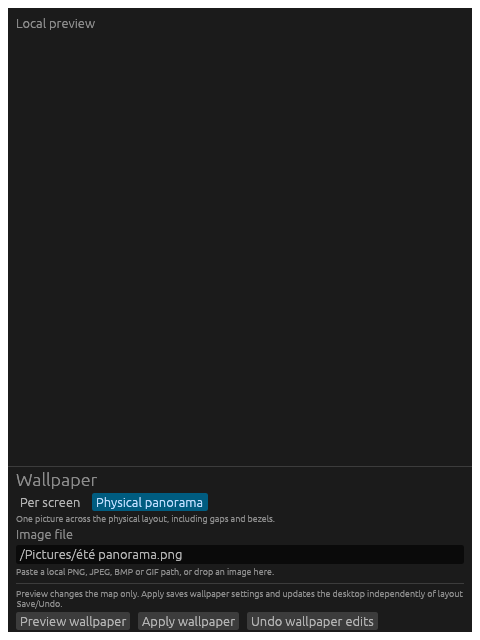 Local preview
Wallpaper
Per screen Physical panorama
One picture across the physical layout, including gaps and bezels.
Image file
/Pictures/été panorama.png
Paste a local PNG, JPEG, BMP or GIF path, or drop an image here.
Preview changes the map only. Apply saves wallpaper settings and updates the desktop independently of layout
Save/Undo.
Preview wallpaper Apply wallpaper Undo wallpaper edits